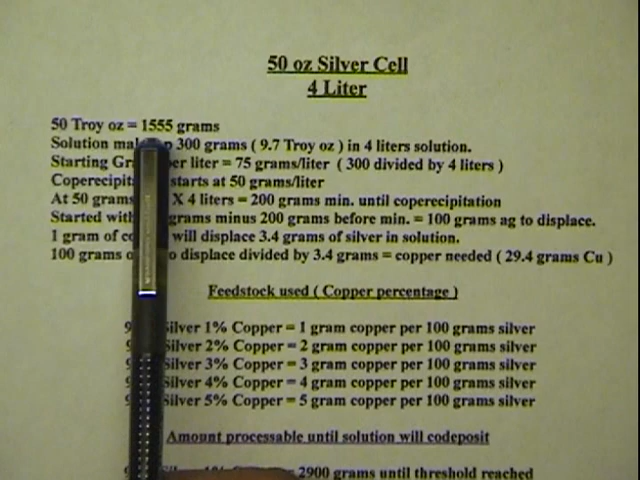 50 oz Silver Cell
4 Liter
50 Troy oz = 1555 grams
Solution 300 grams ( 9.7 Troy oz ) in 4 liters solution.
Starting liter = 75 grams/liter ( 300 divided by 4 liters )
starts at 50 grams/liter
At 50 grams X 4 liters = 200 grams min. until coperecipitation
Started grams minus 200 grams before min. = 100 grams ag to displace.
1 gram of will displace 3.4 grams of silver in solution.
100 grams displace divided by 3.4 grams = copper needed ( 29.4 grams Cu )
Feedstock used ( Copper percentage )
Silver 1% Copper = 1 gram copper per 100 grams silver
Silver 2% Copper = 2 gram copper per 100 grams silver
Silver 3% Copper = 3 gram copper per 100 grams silver
Silver 4% Copper = 4 gram copper per 100 grams silver
Silver 5% Copper = 5 gram copper per 100 grams silver
Amount processable until solution will codeposit
2900 grams until threshold reached